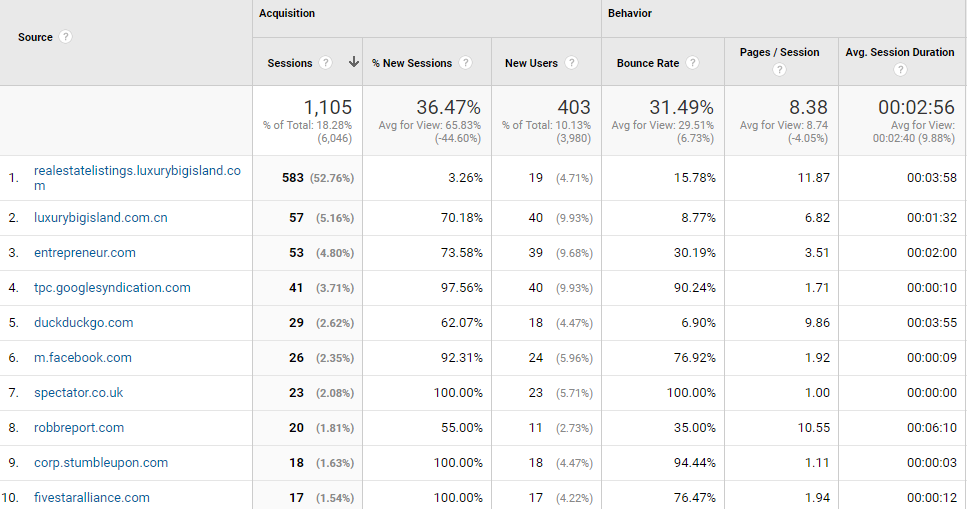 Acquisition Behavior
Source ?
Sessions ? % New Sessions ? New Users ? Bounce Rate ? Pages / Session ? Avg. Session Duration ?
1,105 36.47% 403 31.49% 8.38 00:02:56
% of Total: 18.28% Avg for View: 65.83% % of Total: 10.13% Avg for View: 29.51% Avg for View: 8.74 Avg for View:
(6,046) (-44.60%) (3,980) (6.73%) (-4.05%) 00:02:40 (9.88%)
1. realestatelistings.luxurybigisland.co
m 583 (52.76%) 3.26% 19 (4.71%) 15.78% 11.87 00:03:58
2. luxurybigisland.com.cn 57 (5.16%) 70.18% 40 (9.93%) 8.77% 6.82 00:01:32
3. entrepreneur.com 53 (4.80%) 73.58% 39 (9.68%) 30.19% 3.51 00:02:00
4. tpc.googlesyndication.com 41 (3.71%) 97.56% 40 (9.93%) 90.24% 1.71 00:00:10
5. duckduckgo.com 29 (2.62%) 62.07% 18 (4.47%) 6.90% 9.86 00:03:55
6. m.facebook.com 26 (2.35%) 92.31% 24 (5.96%) 76.92% 1.92 00:00:09
7. spectator.co.uk 23 (2.08%) 100.00% 23 (5.71%) 100.00% 1.00 00:00:00
8. robbreport.com 20 (1.81%) 55.00% 11 (2.73%) 35.00% 10.55 00:06:10
9. corp.stumbleupon.com 18 (1.63%) 100.00% 18 (4.47%) 94.44% 1.11 00:00:03
10. fivestaralliance.com 17 (1.54%) 100.00% 17 (4.22%) 76.47% 1.94 00:00:12